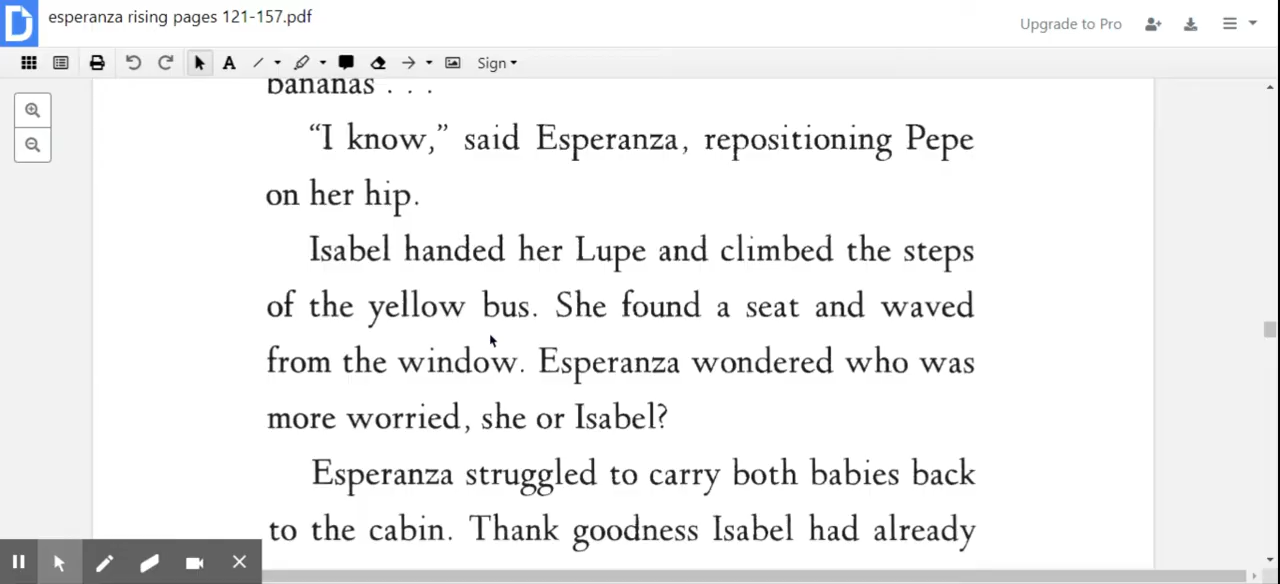 esperanza rising pages 121-157.pdf
Upgrade to Pro
Sign
bananas . . .
“I know,” said Esperanza, repositioning Pepe
on her hip.
Isabel handed her Lupe and climbed the steps
of the yellow bus. She found a seat and waved
from the window. Esperanza wondered who was
more worried, she or Isabel?
Esperanza struggled to carry both babies back
to the cabin. Thank goodness Isabel had already